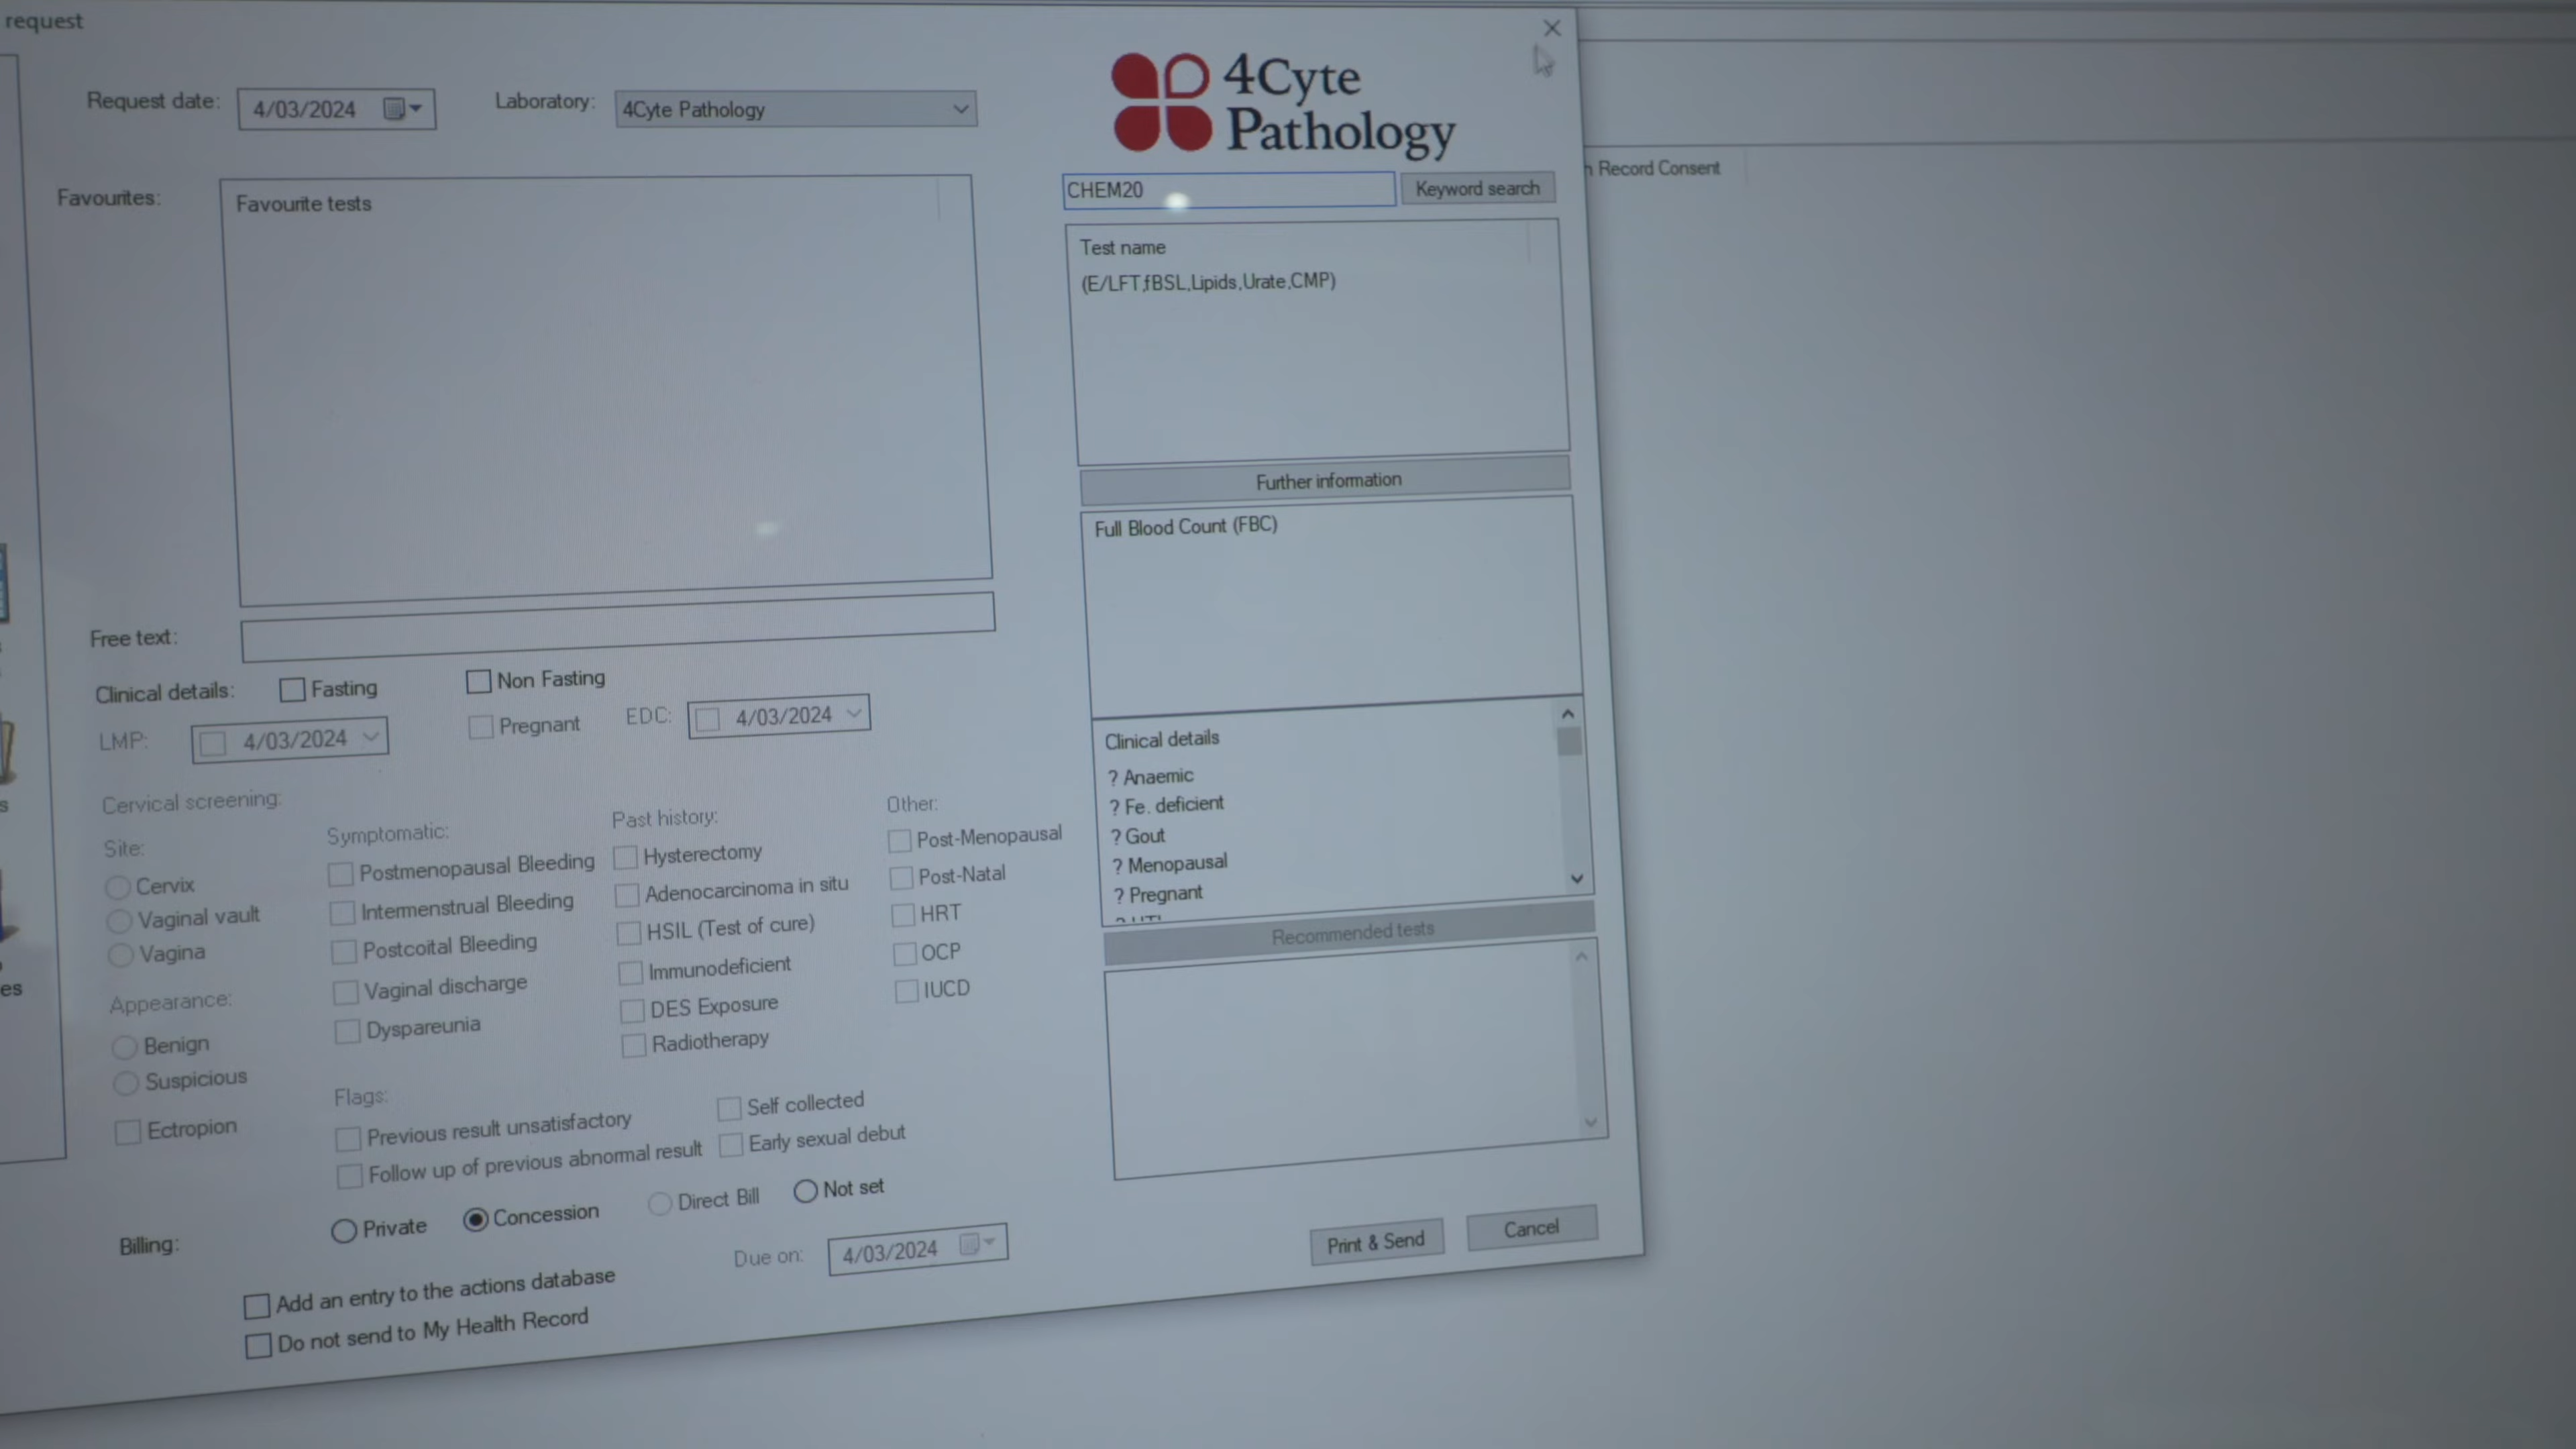 request
Request date: 4/03/2024
Laboratory: 4Cyte Pathology
4Cyte
Pathology
Favourites:
Favourite tests
CHEM20
Keyword search
Record Consent
Test name
(E/LFT,fBSL,Lipids,Urate,CMP)
Further information
Full Blood Count (FBC)
Free text:
Clinical details:
Fasting
Non Fasting
LMP: 4/03/2024
Pregnant
EDC: 4/03/2024
Clinical details
? Anaemic
? Fe. deficient
? Gout
? Menopausal
? Pregnant
Recommended tests
Cervical screening:
Site:
Cervix
Vaginal vault
Vagina
Appearance:
Benign
Suspicious
Ectropion
Symptomatic:
Postmenopausal Bleeding
Intermenstrual Bleeding
Postcoital Bleeding
Vaginal discharge
Dyspareunia
Past history:
Hysterectomy
Adenocarcinoma in situ
HSIL (Test of cure)
Immunodeficient
DES Exposure
Radiotherapy
Other:
Post-Menopausal
Post-Natal
HRT
OCP
IUCD
Flags:
Previous result unsatisfactory
Follow up of previous abnormal result
Self collected
Early sexual debut
Billing:
Private
Concession
Direct Bill
Not set
Due on: 4/03/2024
Add an entry to the actions database
Do not send to My Health Record
Print & Send
Cancel